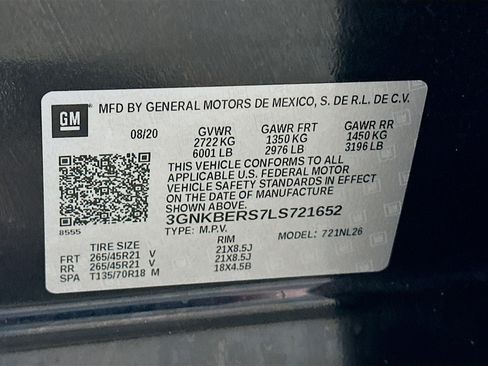 GM
MFD BY GENERAL MOTORS DE MEXICO, S. DE R.L. DE C.V.
08/20 GVWR GAWR FRT GAWR RR
2722 KG 1350 KG 1450 KG
6001 LB 2976 LB 3196 LB
THIS VEHICLE CONFORMS TO ALL
APPLICABLE U.S. FEDERAL MOTOR
VEHICLE SAFETY STANDARDS IN EFFECT
ON THE DATE OF MANUFACTURE
SHOWN ABOVE.
3GNKBERS7LS721652
8555 TYPE: M.P.V. MODEL: 721NL26
TIRE SIZE RIM
FRT 265/45R21 V 21X8.5J
RR 265/45R21 V 21X8.5J
SPA T135/70R18 M 18X4.5B